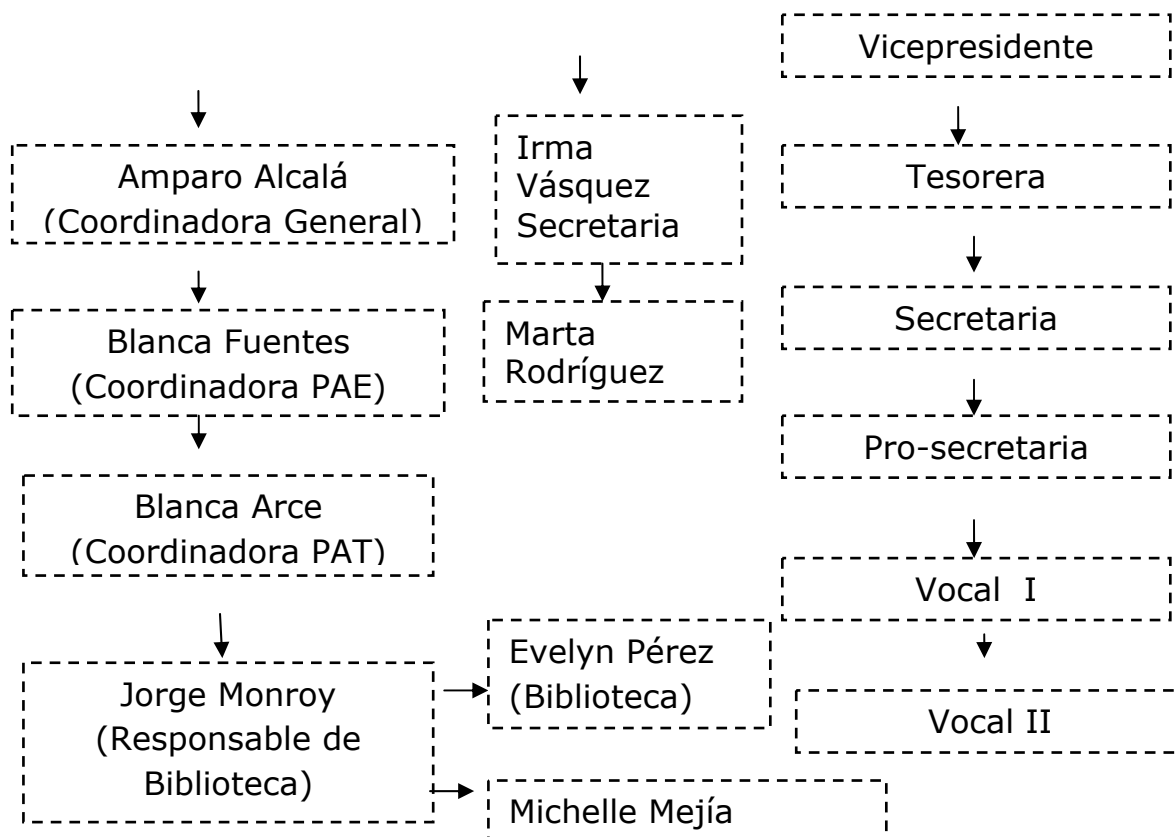 Amparo Alcalá
(Coordinadora General)
Blanca Fuentes
(Coordinadora PAE)
Blanca Arce
(Coordinadora PAT)
Jorge Monroy
(Responsable de
Biblioteca)
Irma
Vásquez
Secretaria
Marta
Rodríguez
Evelyn Pérez
(Biblioteca)
Michelle Mejía
Vicepresidente
Tesorera
Secretaria
Pro-secretaria
Vocal I
Vocal II